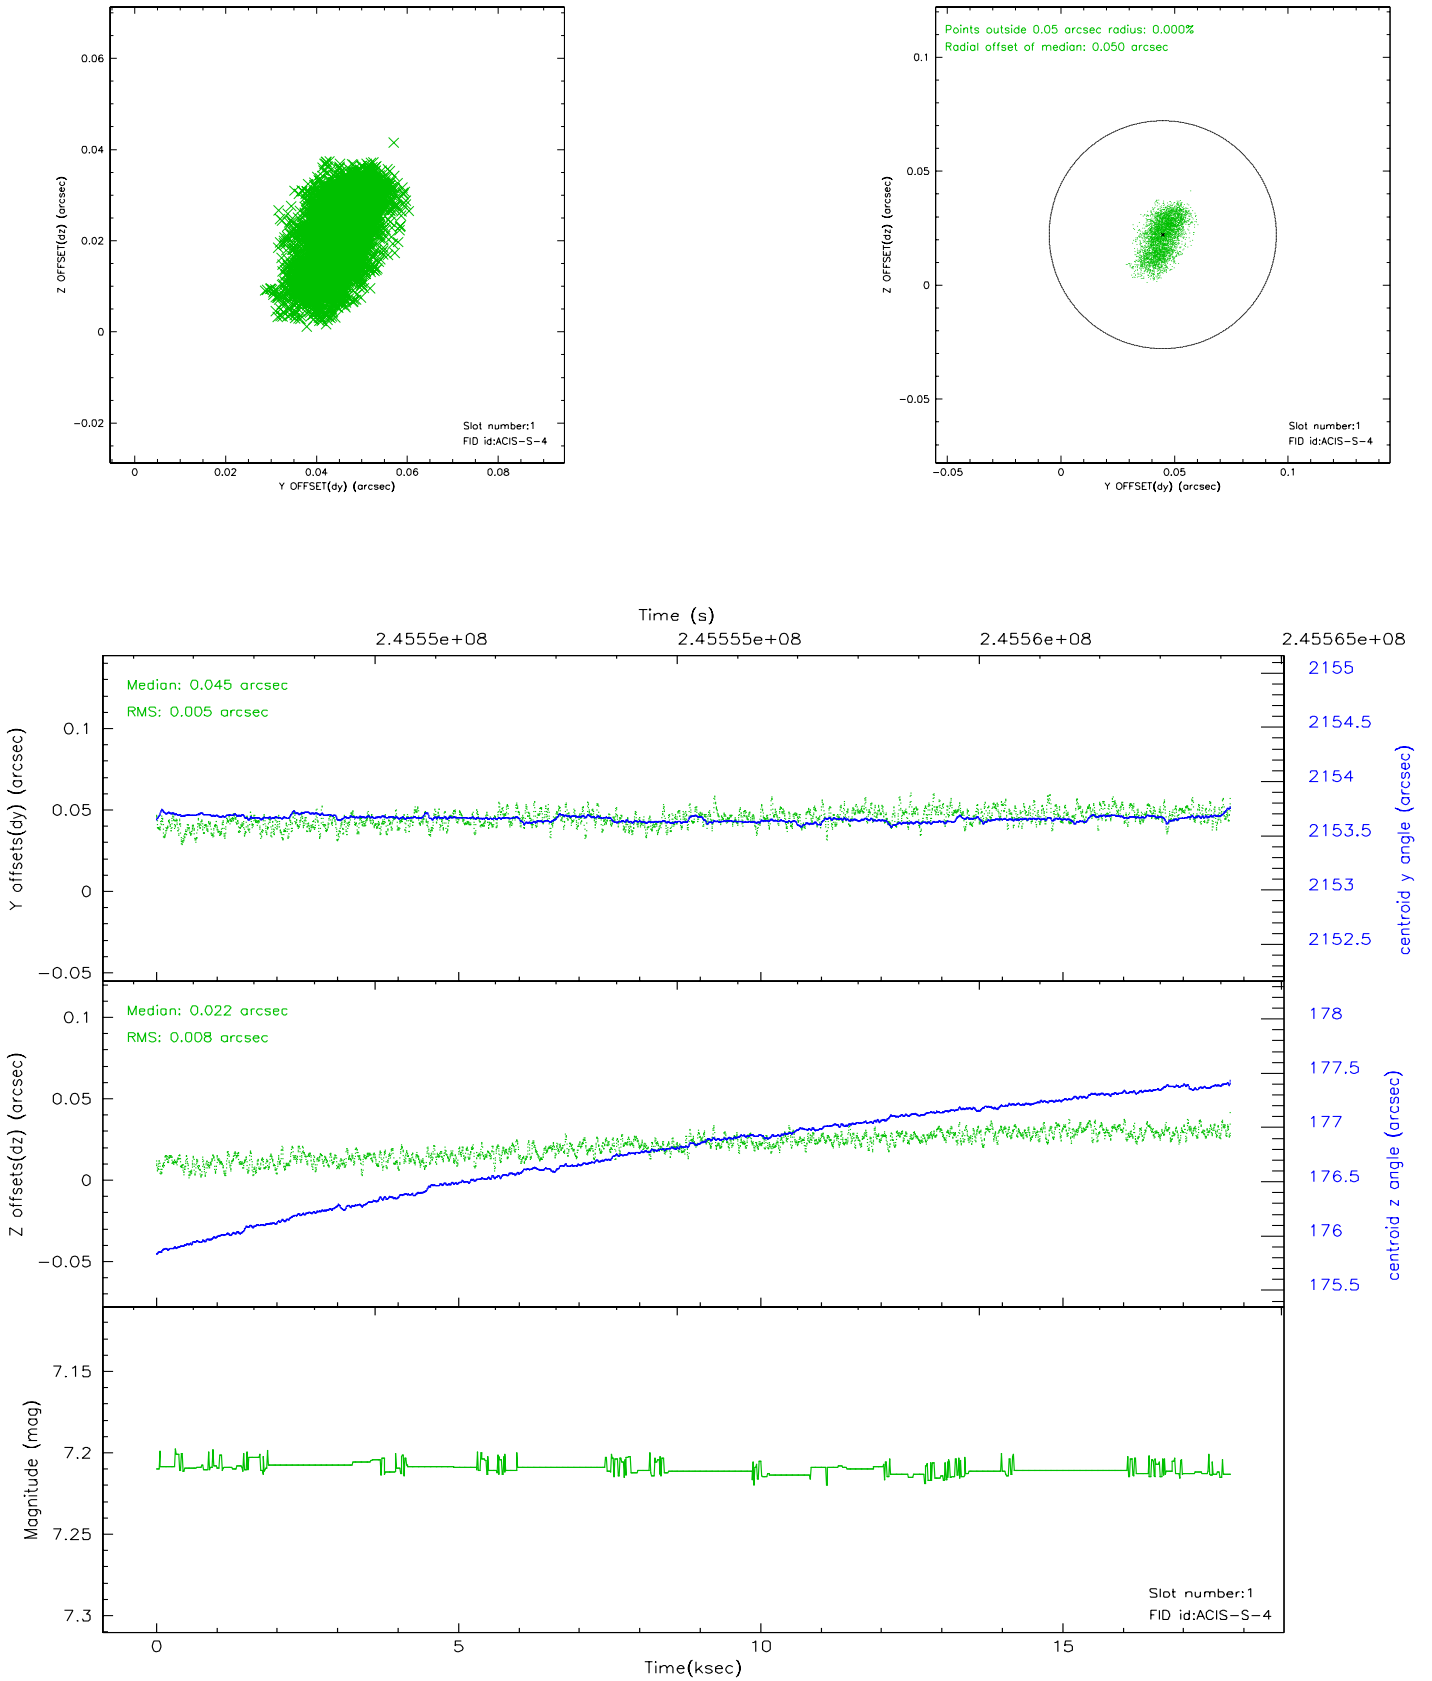 0.06
0.04
0.02
0
−0.02
Z OFFSET(dz) (arcsec)
Slot number:1
FID id:ACIS−S−4
0 0.02 0.04 0.06 0.08
Y OFFSET(dy) (arcsec)
Points outside 0.05 arcsec radius: 0.000%
Radial offset of median: 0.050 arcsec
0.1
0.05
0
−0.05
Z OFFSET(dz) (arcsec)
Slot number:1
FID id:ACIS−S−4
−0.05 0 0.05 0.1
Y OFFSET(dy) (arcsec)
Time (s)
2.4555e+08 2.45555e+08 2.4556e+08 2.45565e+08
Median: 0.045 arcsec
RMS: 0.005 arcsec
0.1
0.05
0
−0.05
Y offsets(dy) (arcsec)
2155
2154.5
2154
2153.5
2153
2152.5
centroid y angle (arcsec)
Median: 0.022 arcsec
RMS: 0.008 arcsec
0.1
0.05
0
−0.05
Z offsets(dz) (arcsec)
178
177.5
177
176.5
176
175.5
centroid z angle (arcsec)
7.15
7.2
7.25
7.3
Magnitude (mag)
Slot number:1
FID id:ACIS−S−4
0 5 10 15
Time(ksec)